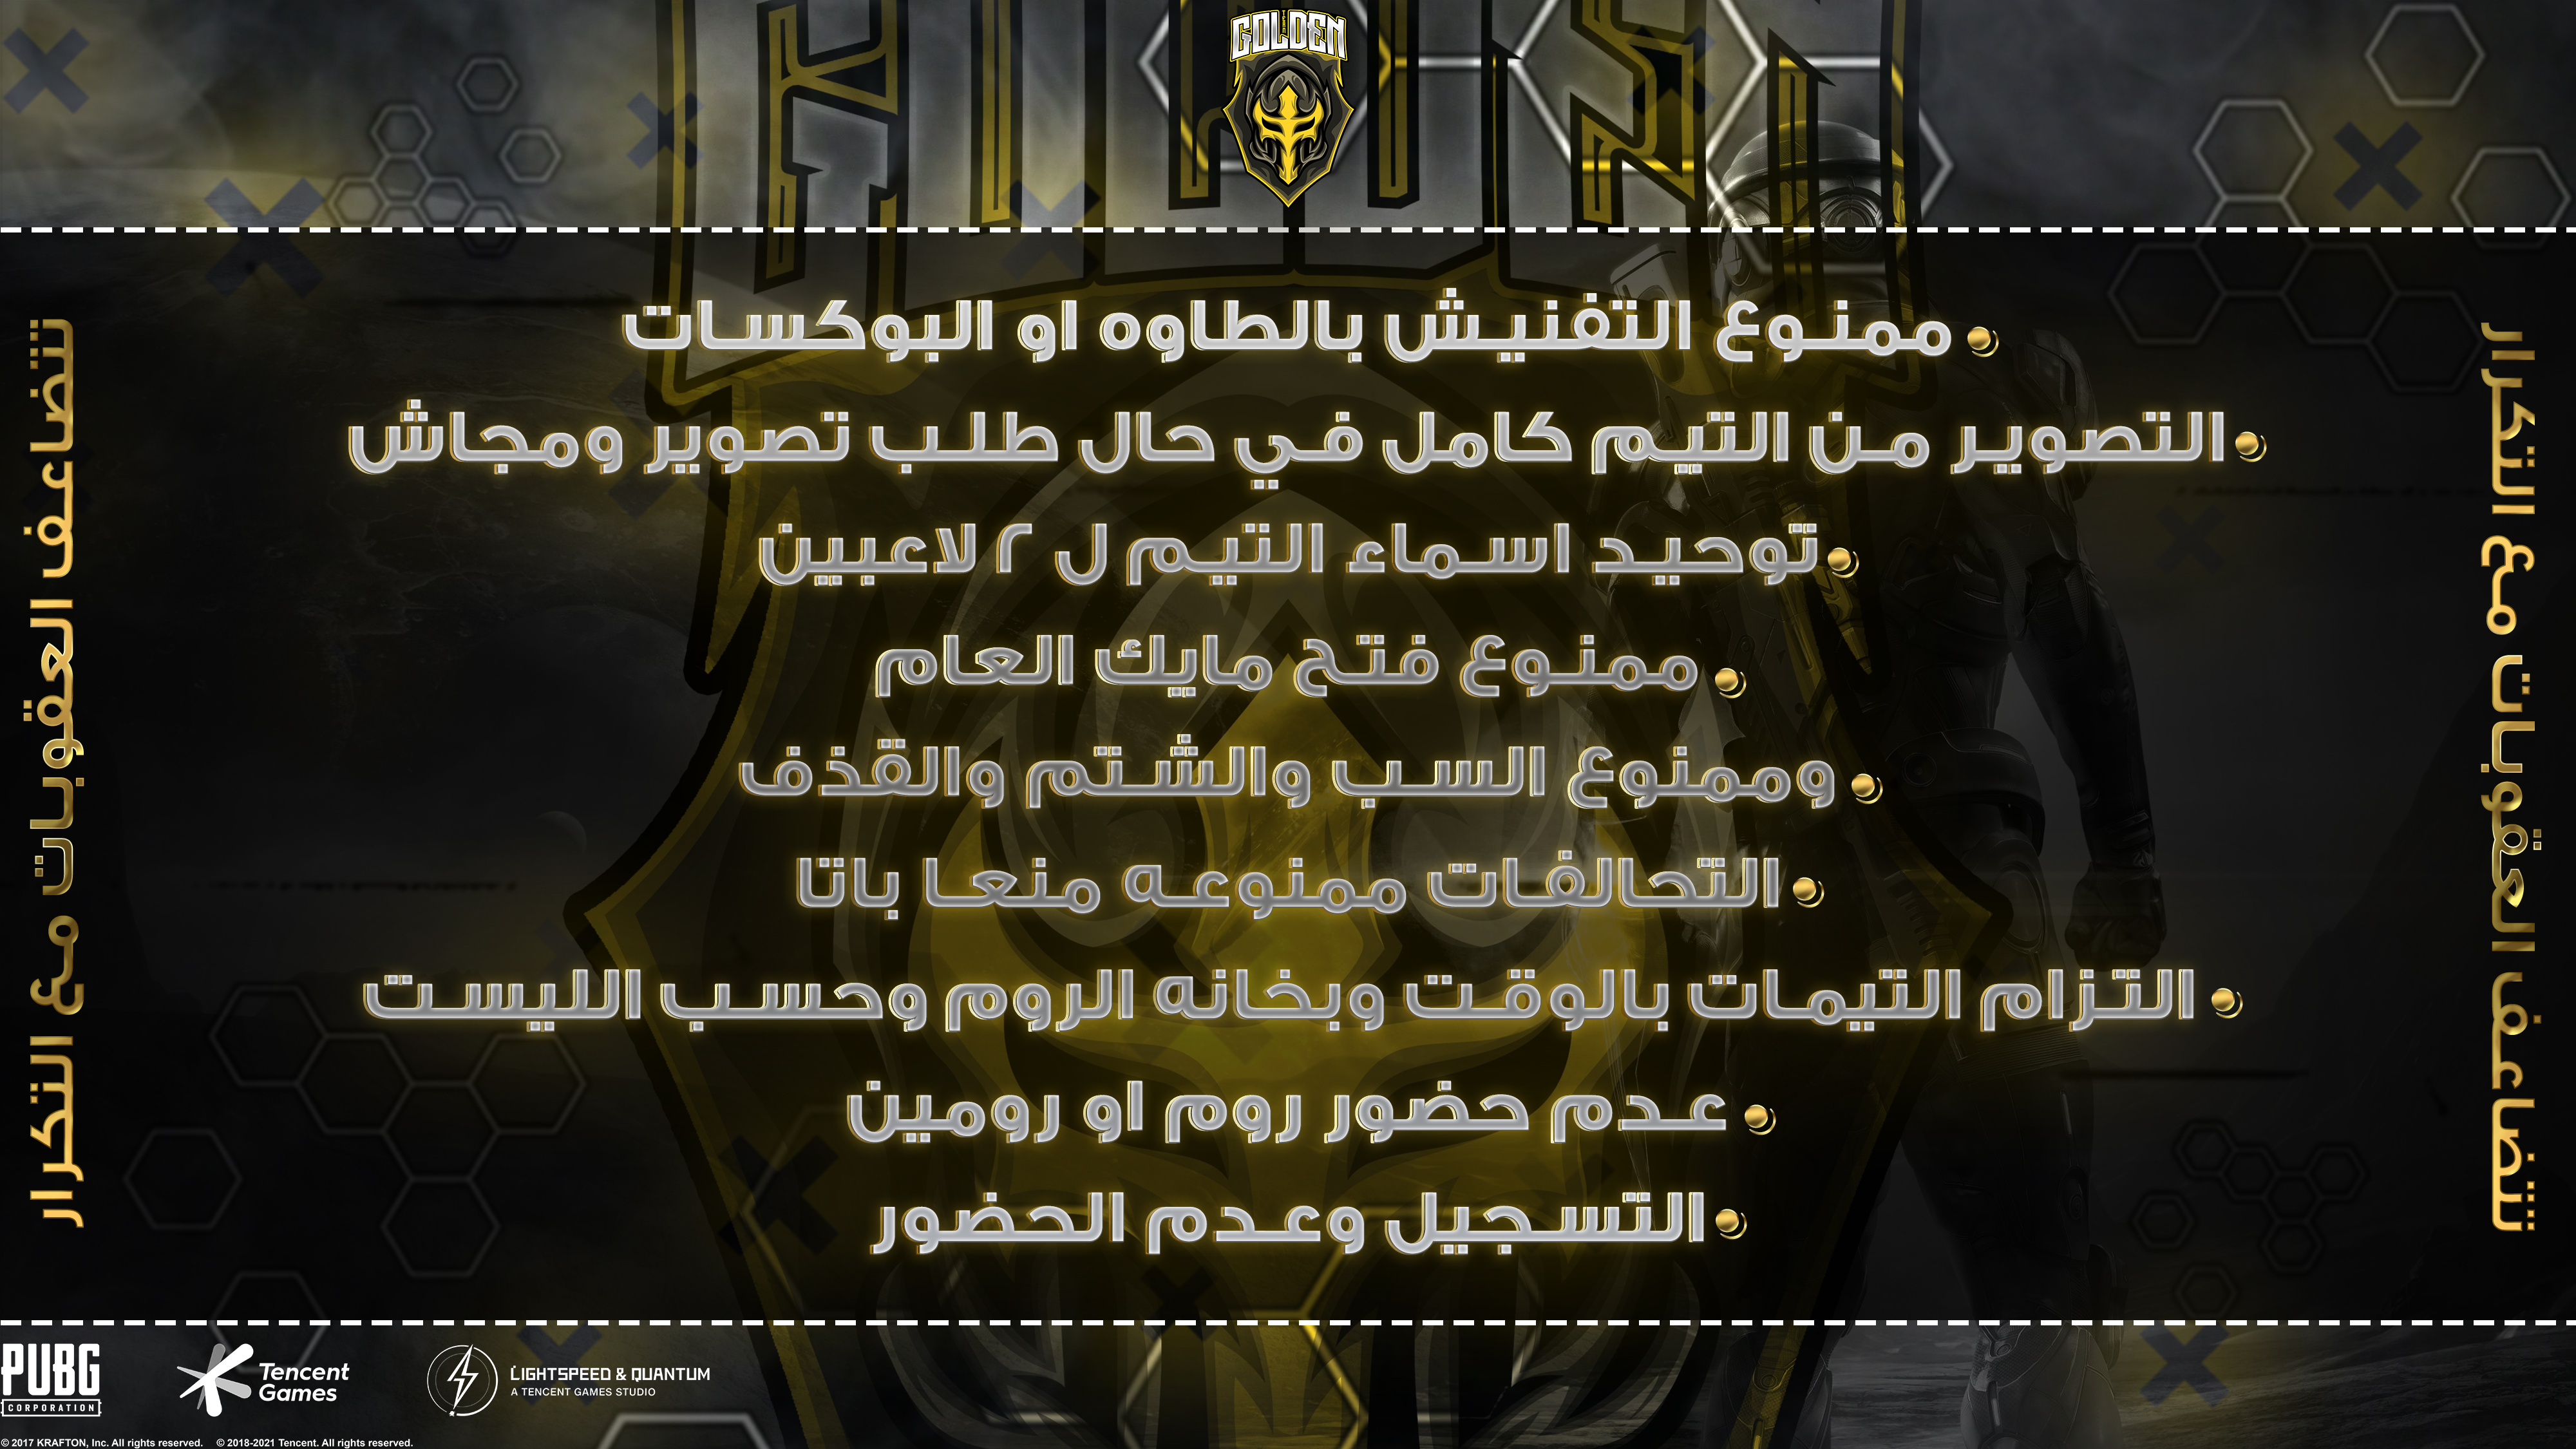 GOLDEN
ممنوع التفنيش بالطاوه او البوكسات
التصوير من التيم كامل في حال طلب تصوير ومجاش
توحيد اسماء التيم ل ٢ لاعبين
ممنوع فتح مايك العام
وممنوع السب والشتم والقذف
التحالفات ممنوعه منعا باتا
التزام التيمات بالوقت وبخانه الروم وحسب الليست
عدم حضور روم او رومين
التسجيل وعدم الحضور
تتضاعف العقوبات مع التكرار
تتضاعف العقوبات مع التكرار
PUBG
CORPORATION
Tencent
Games
LIGHTSPEED & QUANTUM
A TENCENT GAMES STUDIO
© 2017 KRAFTON, Inc. All rights reserved. © 2018-2021 Tencent. All rights reserved.